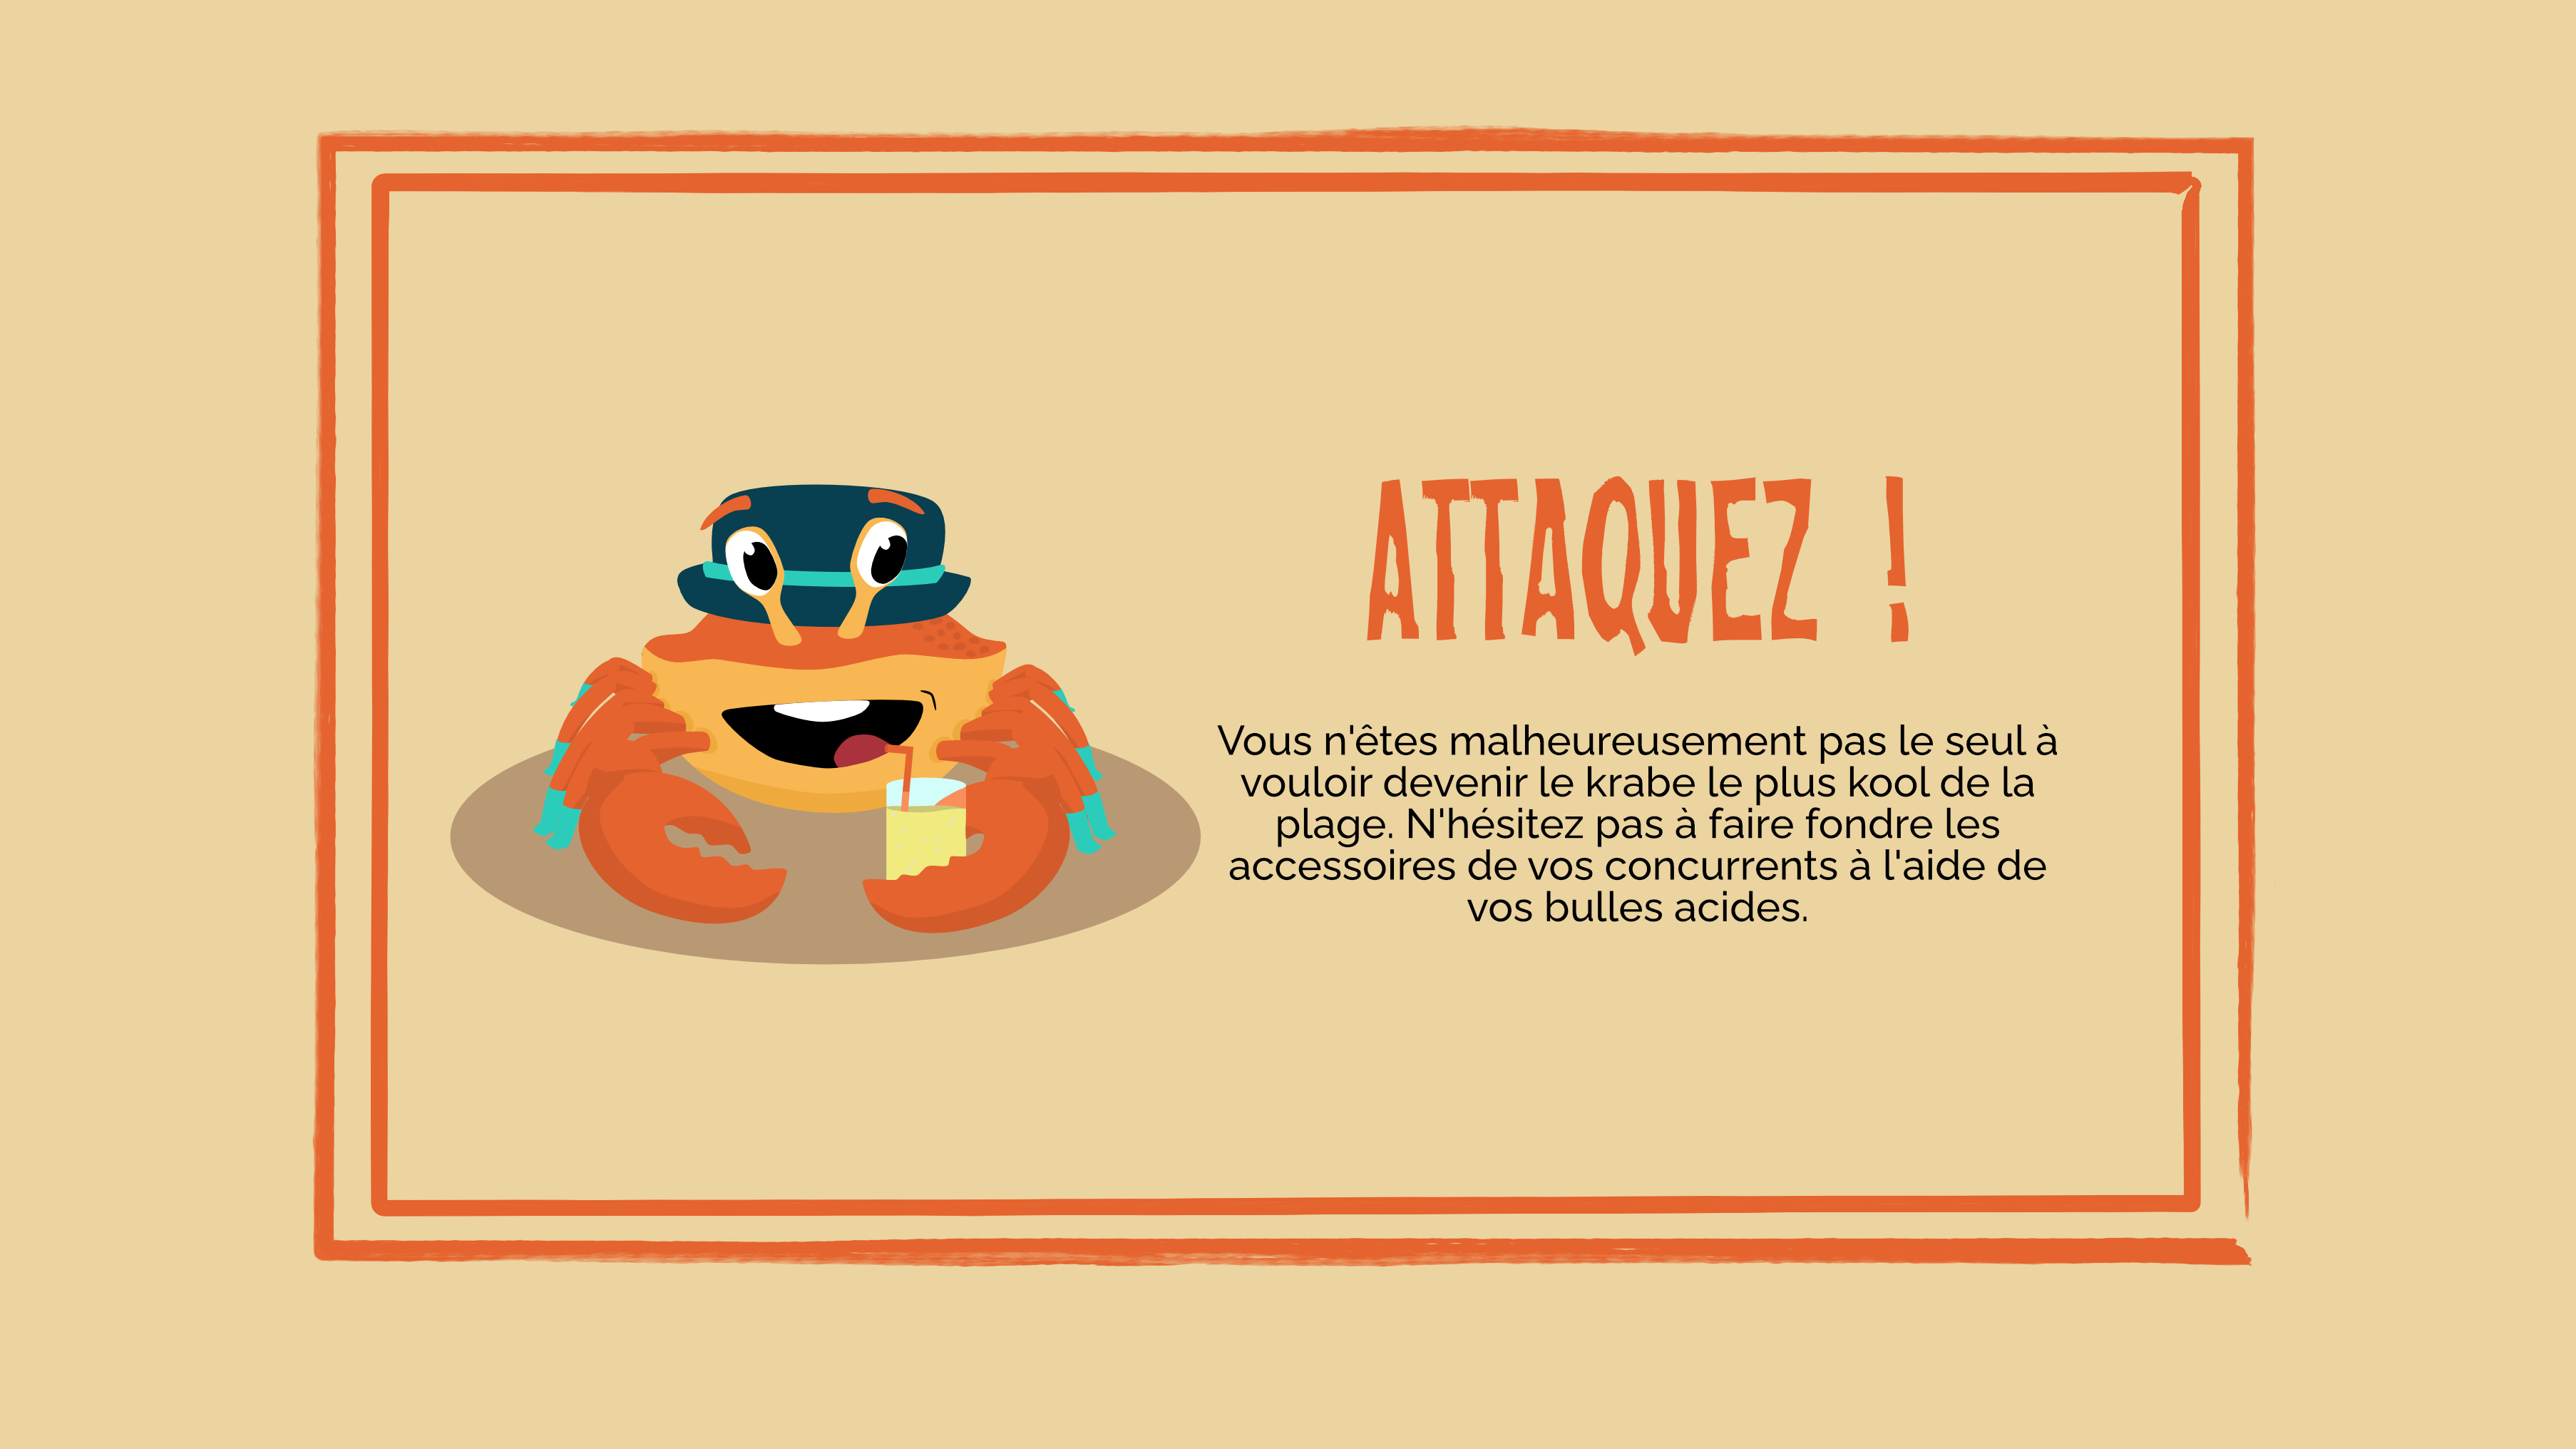 ATTAQUEZ !
Vous n'êtes malheureusement pas le seul à
vouloir devenir le krabe le plus kool de la
plage. N'hésitez pas à faire fondre les
accessoires de vos concurrents à l'aide de
vos bulles acides.